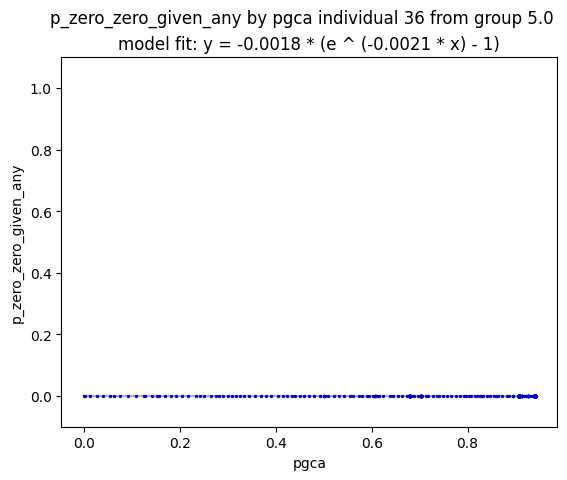 p_zero_zero_given_any by pgca individual 36 from group 5.0
model fit: y = -0.0018 * (e ^ (-0.0021 * x) - 1)
1.0
0.8
0.6
0.4
0.2
0.0
p_zero_zero_given_any
0.0 0.2 0.4 0.6 0.8
pgca